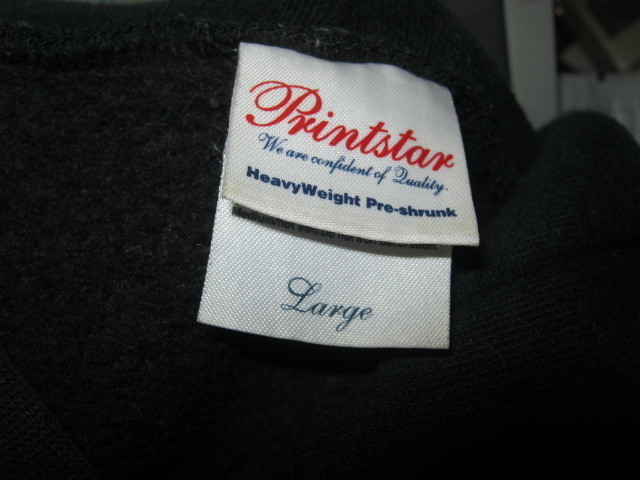 Printstar
We are confident of Quality.
HeavyWeight Pre-shrunk
Large